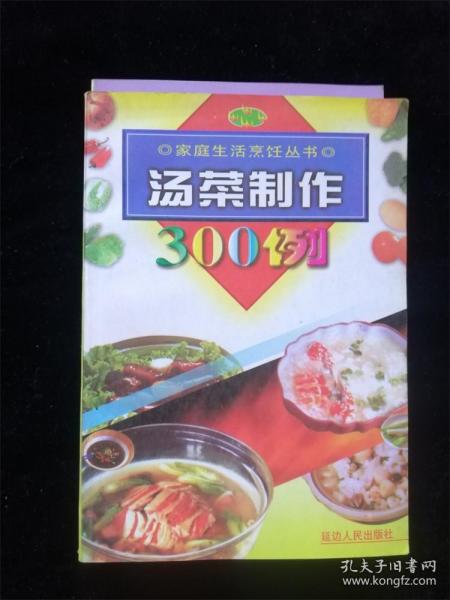 ◎家庭生活烹饪丛书◎
汤菜制作
300例
延边人民出版社
孔夫子旧书网
www.kongfz.com